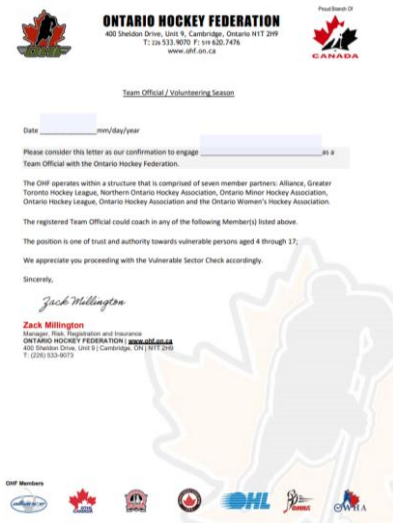 ONTARIO HOCKEY FEDERATION
Proud Branch Of
400 Sheldon Drive, Unit 9, Cambridge, Ontario N1T 2H9
T: 226 533.9070 F: 519 620.7476
www.ohf.on.ca
OHF
CANADA
Team Official / Volunteering Season
Date mm/day/year
Please consider this letter as our confirmation to engage as a
Team Official with the Ontario Hockey Federation.
The OHF operates within a structure that is comprised of seven member partners: Alliance, Greater
Toronto Hockey League, Northern Ontario Hockey Association, Ontario Minor Hockey Association,
Ontario Hockey League, Ontario Hockey Association and the Ontario Women's Hockey Association.
The registered Team Official could coach in any of the following Member(s) listed above.
The position is one of trust and authority towards vulnerable persons aged 4 through 17;
We appreciate you proceeding with the Vulnerable Sector Check accordingly.
Sincerely,
Zack Millington
Zack Millington
Manager, Risk, Registration and Insurance
ONTARIO HOCKEY FEDERATION | www.ohf.on.ca
400 Sheldon Drive, Unit 9 | Cambridge, ON | N1T 2H9
T: (226) 533-9073
OHF Members
OHL
OWHA